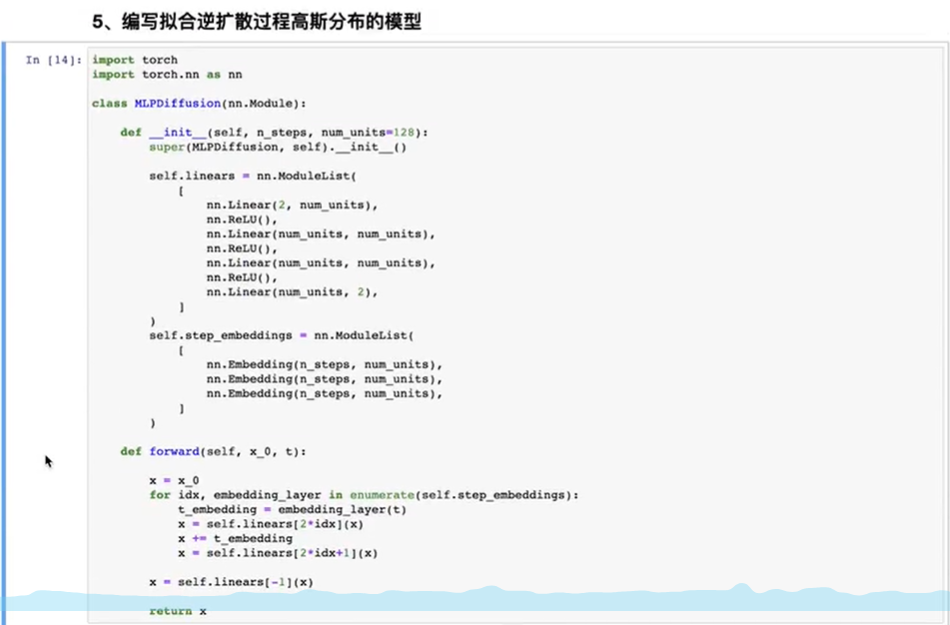 5、编写拟合逆扩散过程高斯分布的模型
In [14]:
import torch
import torch.nn as nn
class MLPDiffusion(nn.Module):
def __init__(self, n_steps, num_units=128):
super(MLPDiffusion, self).__init__()
self.linears = nn.ModuleList(
[
nn.Linear(2, num_units),
nn.ReLU(),
nn.Linear(num_units, num_units),
nn.ReLU(),
nn.Linear(num_units, num_units),
nn.ReLU(),
nn.Linear(num_units, 2),
]
)
self.step_embeddings = nn.ModuleList(
[
nn.Embedding(n_steps, num_units),
nn.Embedding(n_steps, num_units),
nn.Embedding(n_steps, num_units),
]
)
def forward(self, x_0, t):
x = x_0
for idx, embedding_layer in enumerate(self.step_embeddings):
t_embedding = embedding_layer(t)
x = self.linears[2*idx](x)
x += t_embedding
x = self.linears[2*idx+1](x)
x = self.linears[-1](x)
return x